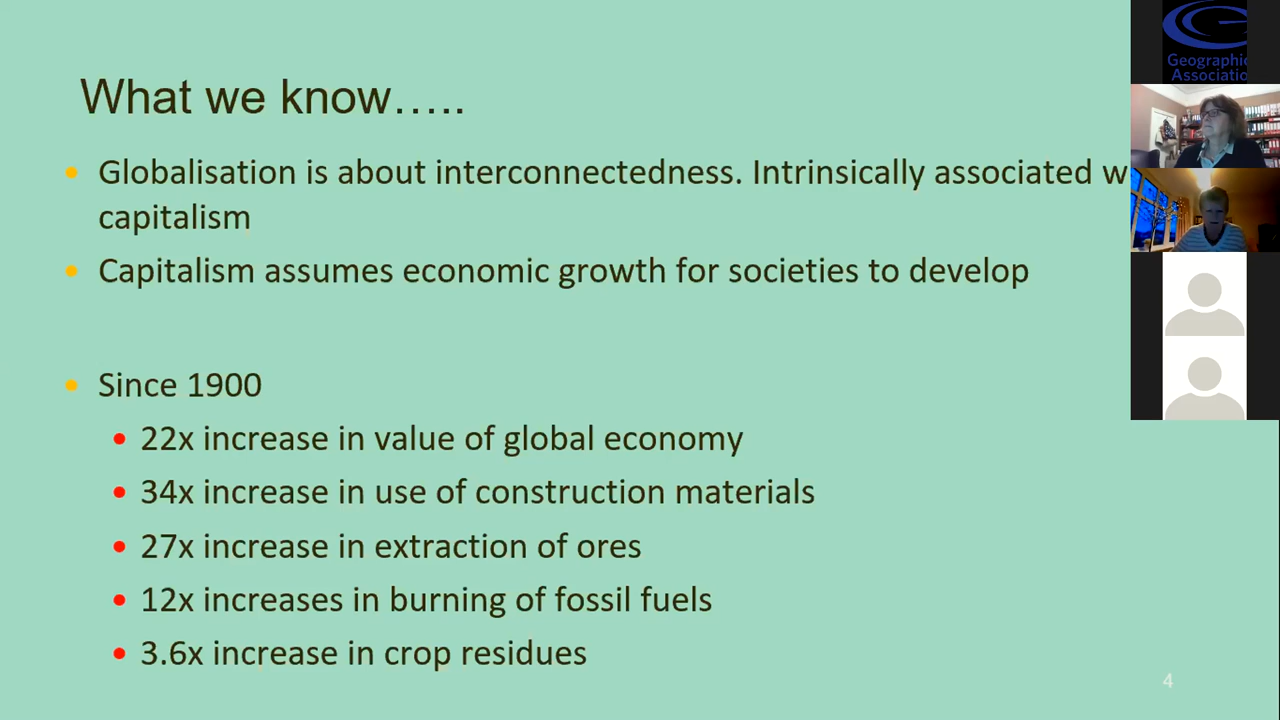 What we know…..
Globalisation is about interconnectedness. Intrinsically associated w
capitalism
Capitalism assumes economic growth for societies to develop
Since 1900
22x increase in value of global economy
34x increase in use of construction materials
27x increase in extraction of ores
12x increases in burning of fossil fuels
3.6x increase in crop residues
4
Geographic
Associatio